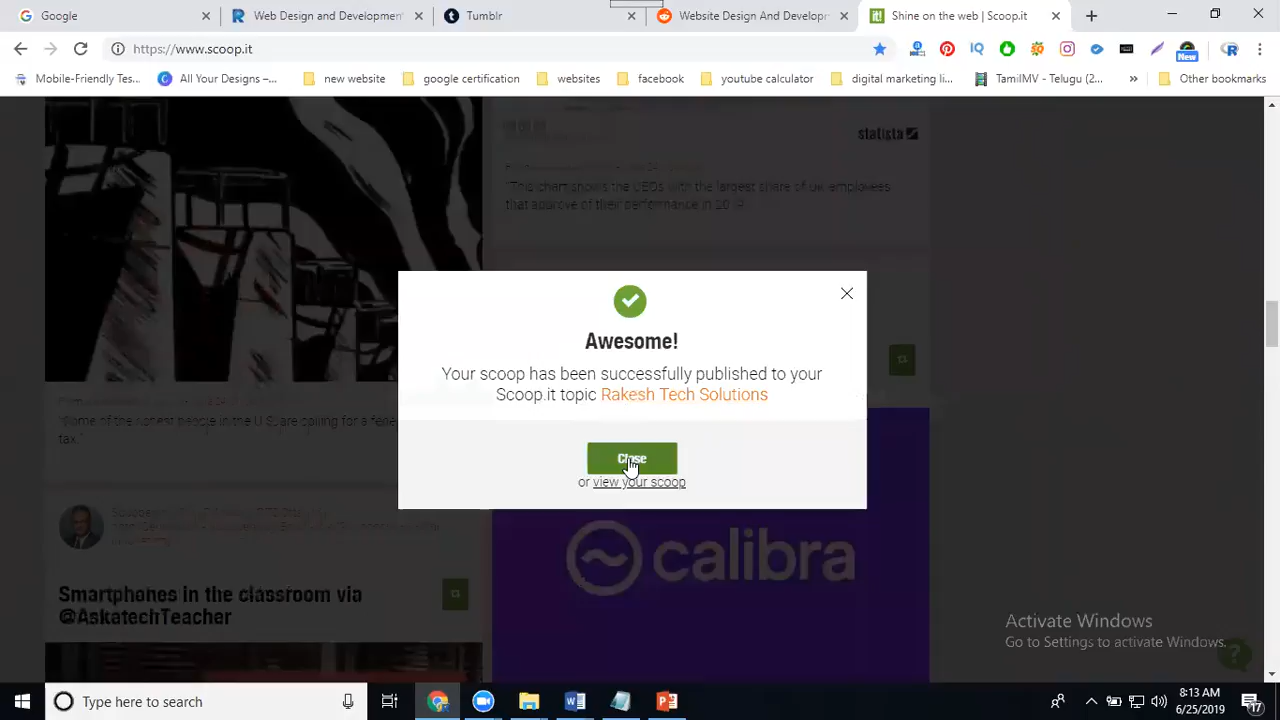 Google
Web Design and Development
Tumblr
Website Design And Developm
Shine on the web | Scoop.it
https://www.scoop.it
New
Mobile-Friendly Tes...
All Your Designs –...
new website
google certification
websites
facebook
youtube calculator
digital marketing li...
TamilMV - Telugu (2...
»
Other bookmarks
statista
"This chart shows the CEOs with the largest share of UK employees
that approve of their performance in 2019."
Awesome!
Your scoop has been successfully published to your
Scoop.it topic Rakesh Tech Solutions
Close
or view your scoop
"Some of the richest people in the U.S. are calling for a federal
tax."
calibra
Smartphones in the classroom via
@AskatechTeacher
Activate Windows
Go to Settings to activate Windows.
Type here to search
8:13 AM
6/25/2019
17